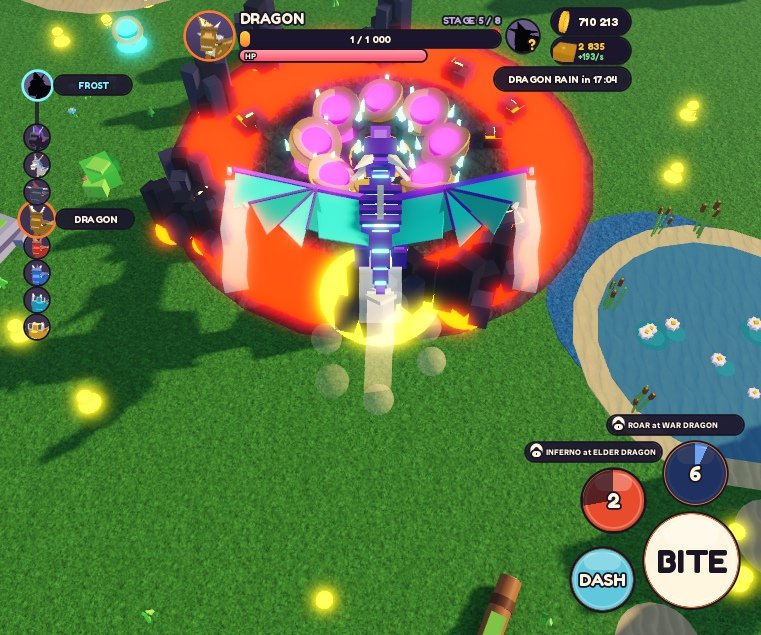 DRAGON
STAGE 5 / 8
1 / 1 000
HP
?
710 213
2 835
+193/s
DRAGON RAIN in 17:04
FROST
DRAGON
ROAR at WAR DRAGON
INFERNO at ELDER DRAGON
6
2
BITE
DASH